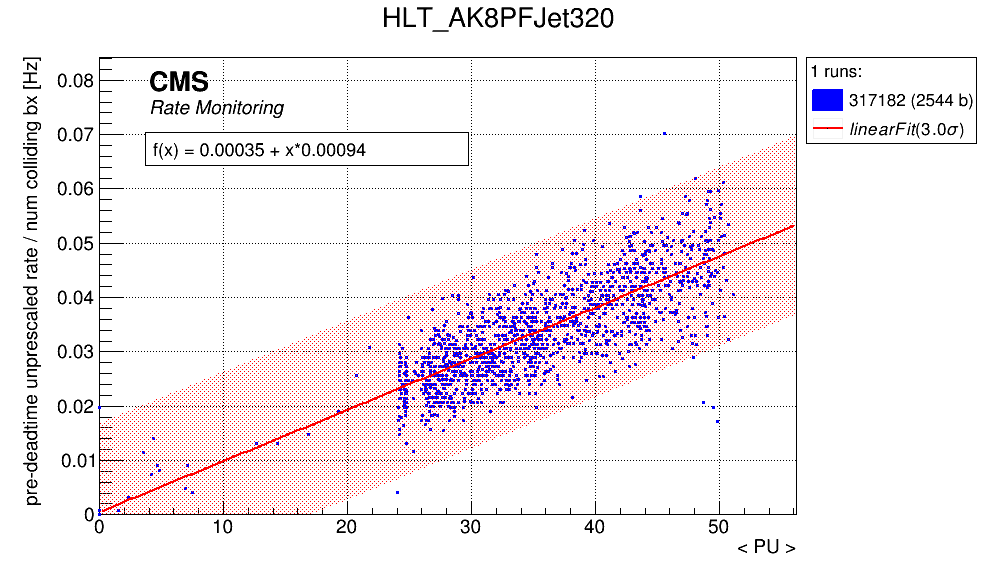 HLT_AK8PFJet320
CMS
Rate Monitoring
f(x) = 0.00035 + x*0.00094
1 runs:
317182 (2544 b)
linearFit(3.0σ)
pre-deadtime unprescaled rate / num colliding bx [Hz]
0.08
0.07
0.06
0.05
0.04
0.03
0.02
0.01
0
0 10 20 30 40 50
< PU >